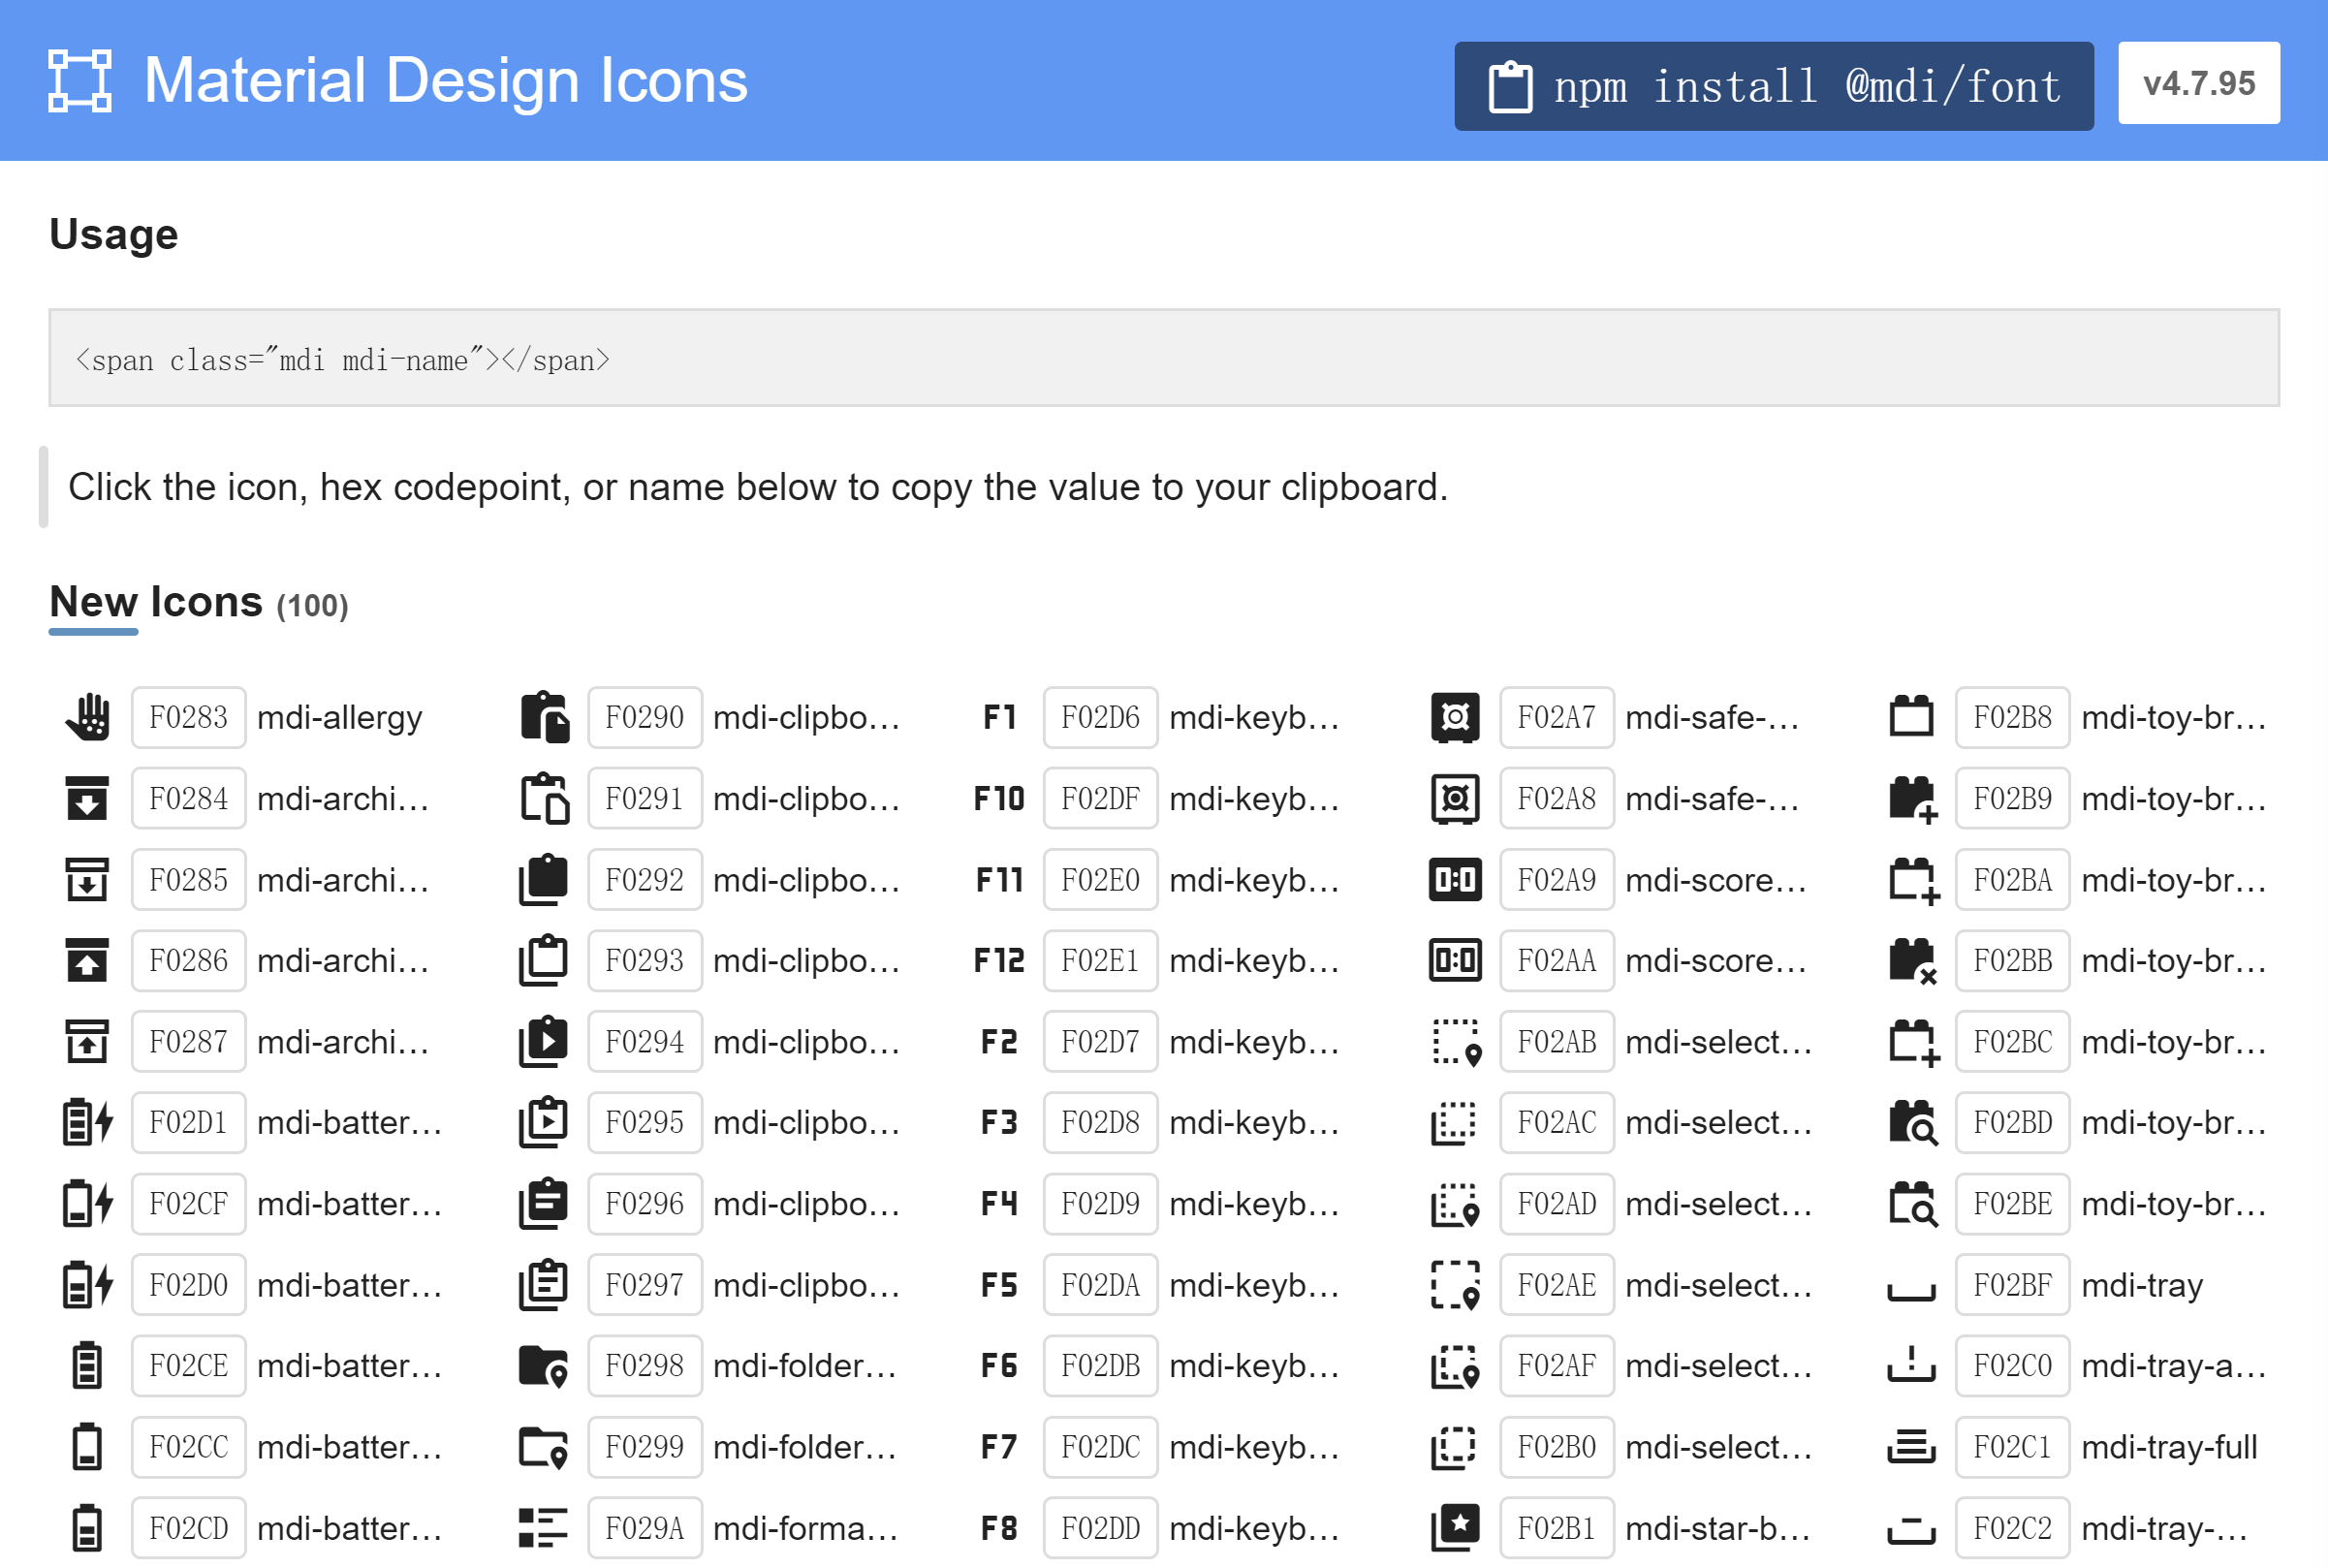 Material Design Icons npm install @mdi/font v4.7.95
Usage
<span class="mdi mdi-name"></span>
Click the icon, hex codepoint, or name below to copy the value to your clipboard.
New Icons (100)
F0283 mdi-allergy F0290 mdi-clipbo... F1 F02D6 mdi-keyb... F02A7 mdi-safe-... F02B8 mdi-toy-br...
F0284 mdi-archi... F0291 mdi-clipbo... F10 F02DF mdi-keyb... F02A8 mdi-safe-... F02B9 mdi-toy-br...
F0285 mdi-archi... F0292 mdi-clipbo... F11 F02E0 mdi-keyb... 0:0 F02A9 mdi-score... F02BA mdi-toy-br...
F0286 mdi-archi... F0293 mdi-clipbo... F12 F02E1 mdi-keyb... 0:0 F02AA mdi-score... F02BB mdi-toy-br...
F0287 mdi-archi... F0294 mdi-clipbo... F2 F02D7 mdi-keyb... F02AB mdi-select... F02BC mdi-toy-br...
F02D1 mdi-batter... F0295 mdi-clipbo... F3 F02D8 mdi-keyb... F02AC mdi-select... F02BD mdi-toy-br...
F02CF mdi-batter... F0296 mdi-clipbo... F4 F02D9 mdi-keyb... F02AD mdi-select... F02BE mdi-toy-br...
F02D0 mdi-batter... F0297 mdi-clipbo... F5 F02DA mdi-keyb... F02AE mdi-select... F02BF mdi-tray
F02CE mdi-batter... F0298 mdi-folder... F6 F02DB mdi-keyb... F02AF mdi-select... F02C0 mdi-tray-a...
F02CC mdi-batter... F0299 mdi-folder... F7 F02DC mdi-keyb... F02B0 mdi-select... F02C1 mdi-tray-full
F02CD mdi-batter... F029A mdi-forma... F8 F02DD mdi-keyb... F02B1 mdi-star-b... F02C2 mdi-tray-...